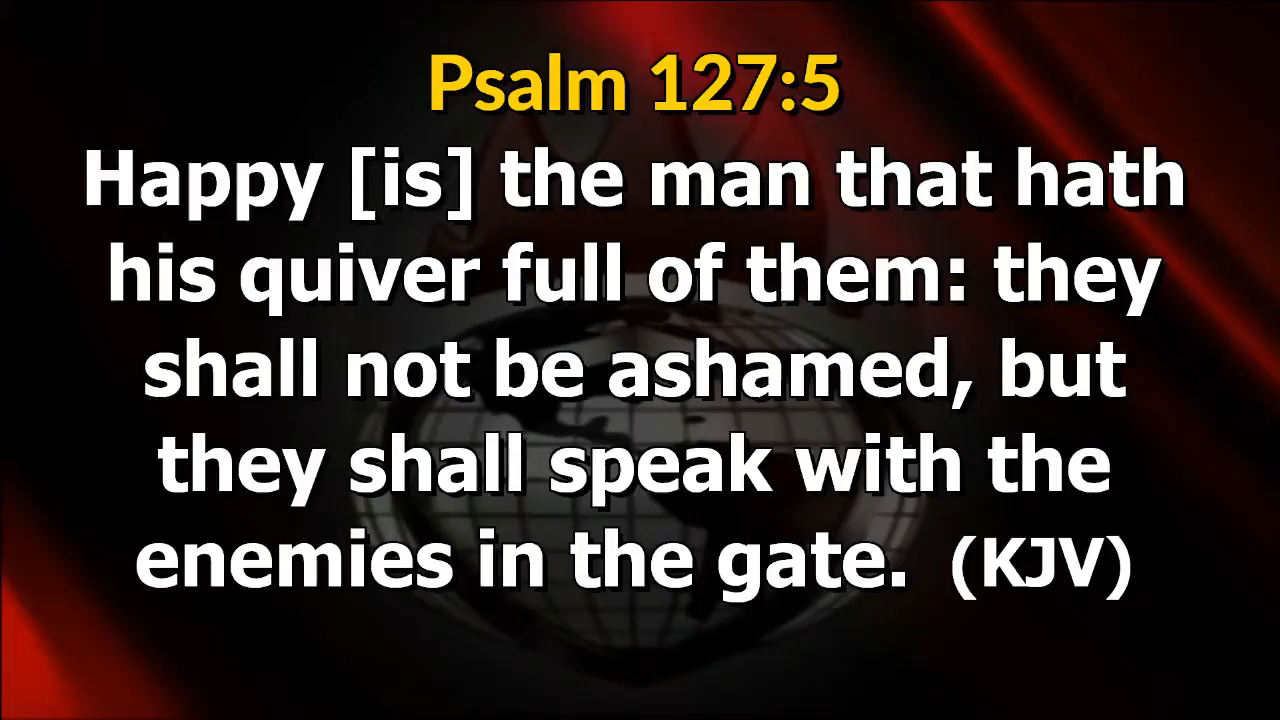 Psalm 127:5
Happy [is] the man that hath
his quiver full of them: they
shall not be ashamed, but
they shall speak with the
enemies in the gate. (KJV)